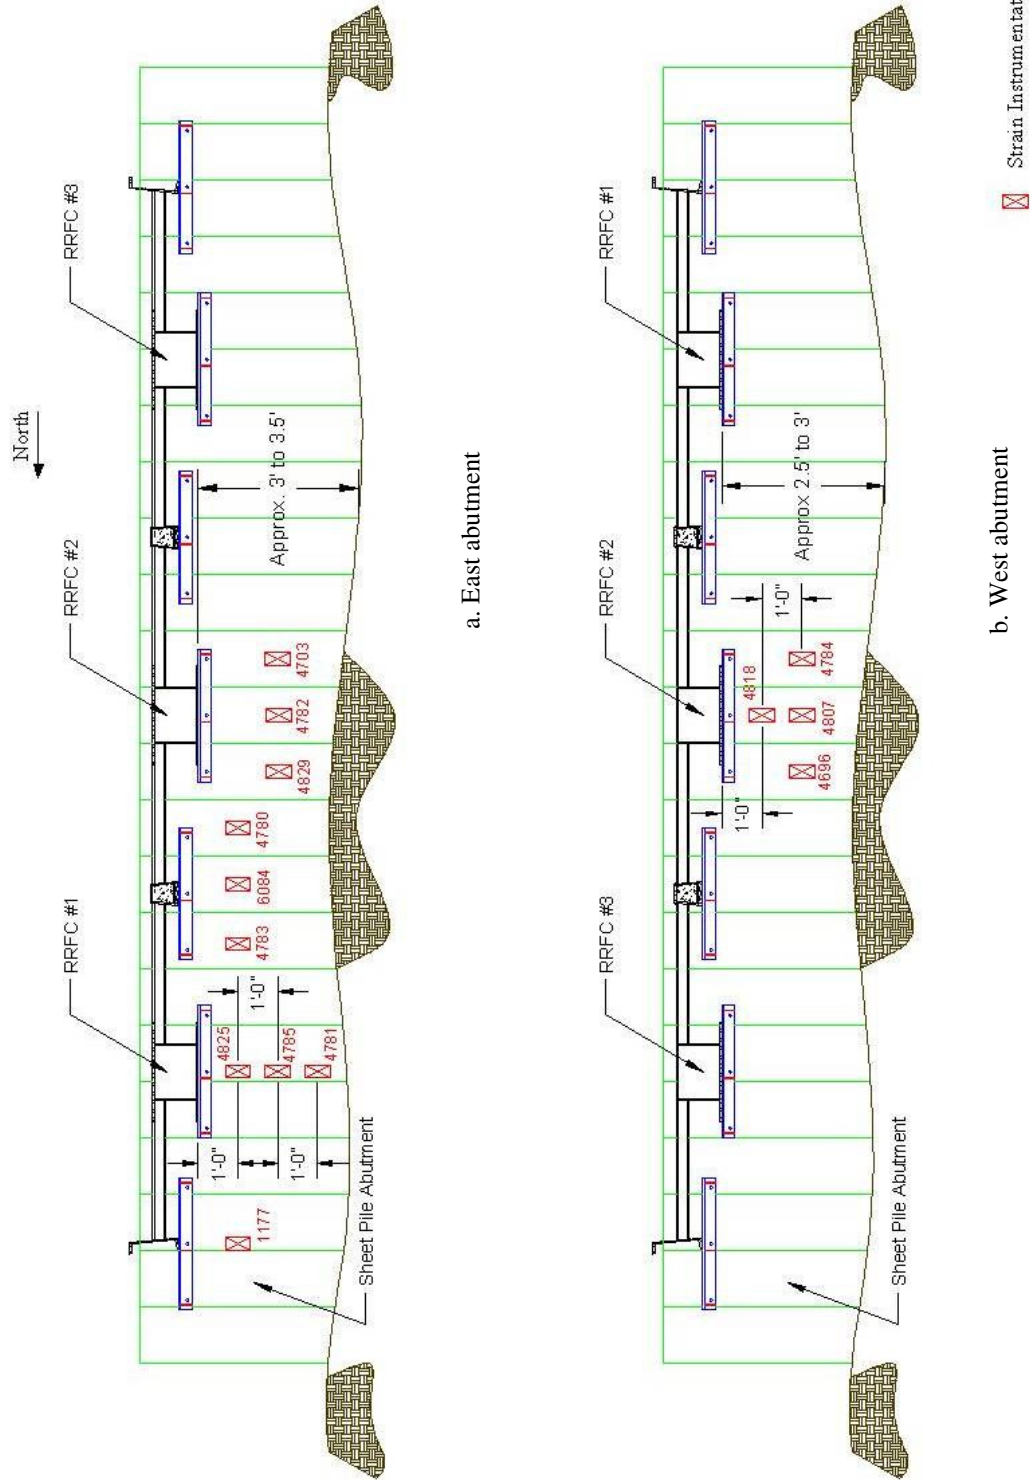 North
RRFC #1
RRFC #2
RRFC #3
1177
4825
4785
4781
4783
6084
4780
4829
4782
4703
1'-0"
1'-0"
1'-0"
Approx. 3' to 3.5'
Sheet Pile Abutment
a. East abutment
RRFC #3
RRFC #2
RRFC #1
4818
4696
4807
4784
1'-0"
1'-0"
Approx 2.5' to 3'
Sheet Pile Abutment
b. West abutment
Strain Instrumentat